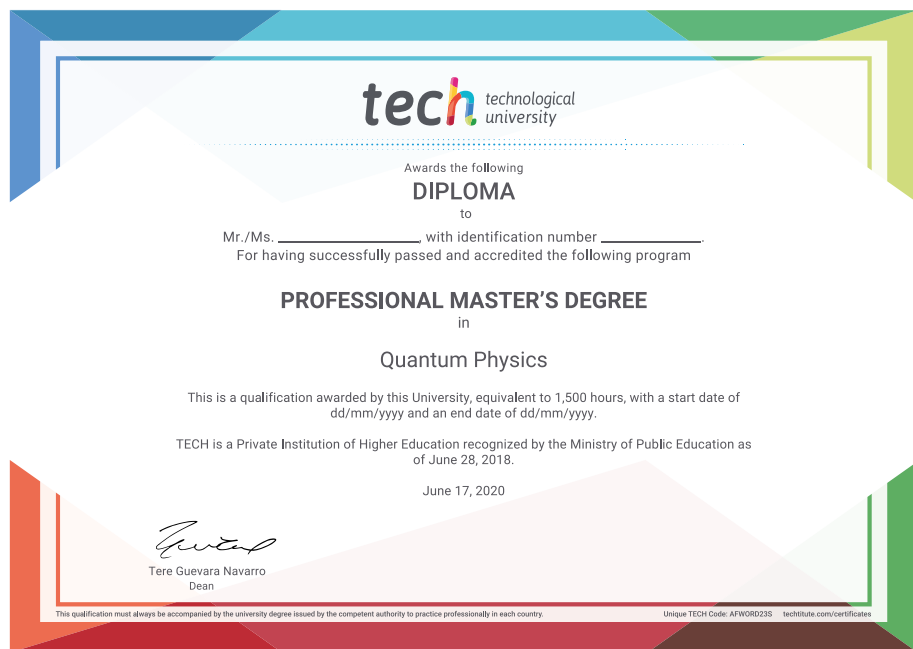 tech technological
university
Awards the following
DIPLOMA
to
Mr./Ms. ____________, with identification number ____________.
For having successfully passed and accredited the following program
PROFESSIONAL MASTER'S DEGREE
in
Quantum Physics
This is a qualification awarded by this University, equivalent to 1,500 hours, with a start date of
dd/mm/yyyy and an end date of dd/mm/yyyy.
TECH is a Private Institution of Higher Education recognized by the Ministry of Public Education as
of June 28, 2018.
June 17, 2020
Tere Guevara Navarro
Dean
This qualification must always be accompanied by the university degree issued by the competent authority to practice professionally in each country.
Unique TECH Code: AFWORD23S techtitute.com/certificates